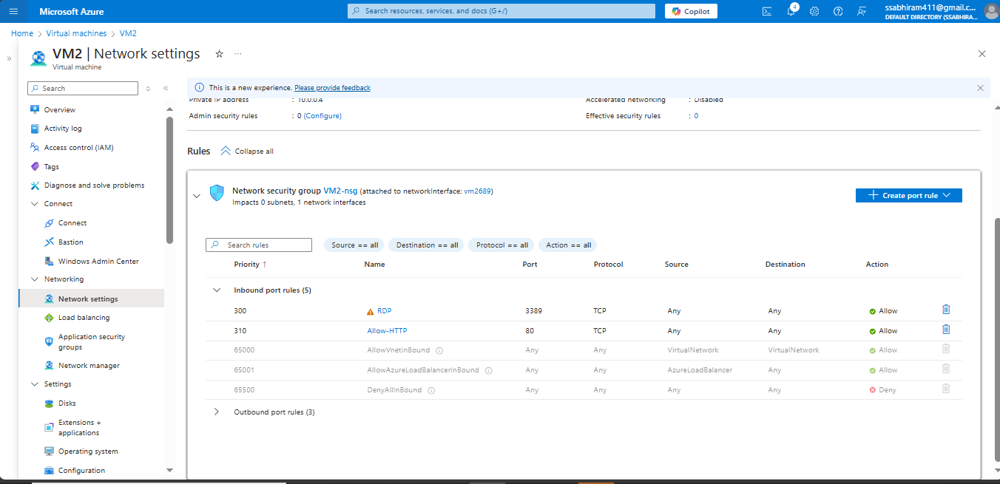 Microsoft Azure
Search resources, services, and docs (G+/)
Copilot
4
ssabhiram411@gmail.c...
DEFAULT DIRECTORY (SSABHIRA...
Home > Virtual machines > VM2
VM2 | Network settings
Virtual machine
Search
Overview
Activity log
Access control (IAM)
Tags
Diagnose and solve problems
Connect
Connect
Bastion
Windows Admin Center
Networking
Network settings
Load balancing
Application security
groups
Network manager
Settings
Disks
Extensions +
applications
Operating system
Configuration
This is a new experience. Please provide feedback
Private IP address : 10.0.0.4 Accelerated networking : Disabled
Admin security rules : 0 (Configure) Effective security rules : 0
Rules Collapse all
Network security group VM2-nsg (attached to networkInterface: vm2689)
Impacts 0 subnets, 1 network interfaces
Create port rule
Search rules Source == all Destination == all Protocol == all Action == all
Priority ↑ Name Port Protocol Source Destination Action
Inbound port rules (5)
300 RDP 3389 TCP Any Any Allow
310 Allow-HTTP 80 TCP Any Any Allow
65000 AllowVnetInBound Any Any VirtualNetwork VirtualNetwork Allow
65001 AllowAzureLoadBalancerInBound Any Any AzureLoadBalancer Any Allow
65500 DenyAllInBound Any Any Any Any Deny
Outbound port rules (3)